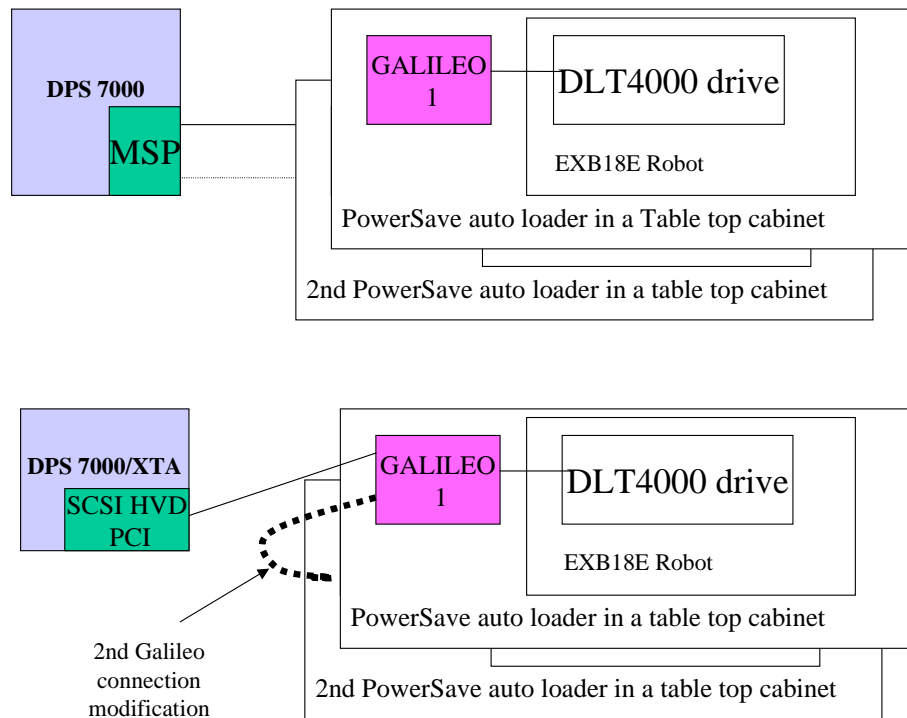 DPS 7000
MSP
GALILEO
1
DLT4000 drive
EXB18E Robot
PowerSave auto loader in a Table top cabinet
2nd PowerSave auto loader in a table top cabinet
DPS 7000/XTA
SCSI HVD
PCI
GALILEO
1
DLT4000 drive
EXB18E Robot
PowerSave auto loader in a table top cabinet
2nd PowerSave auto loader in a table top cabinet
2nd Galileo
connection
modification